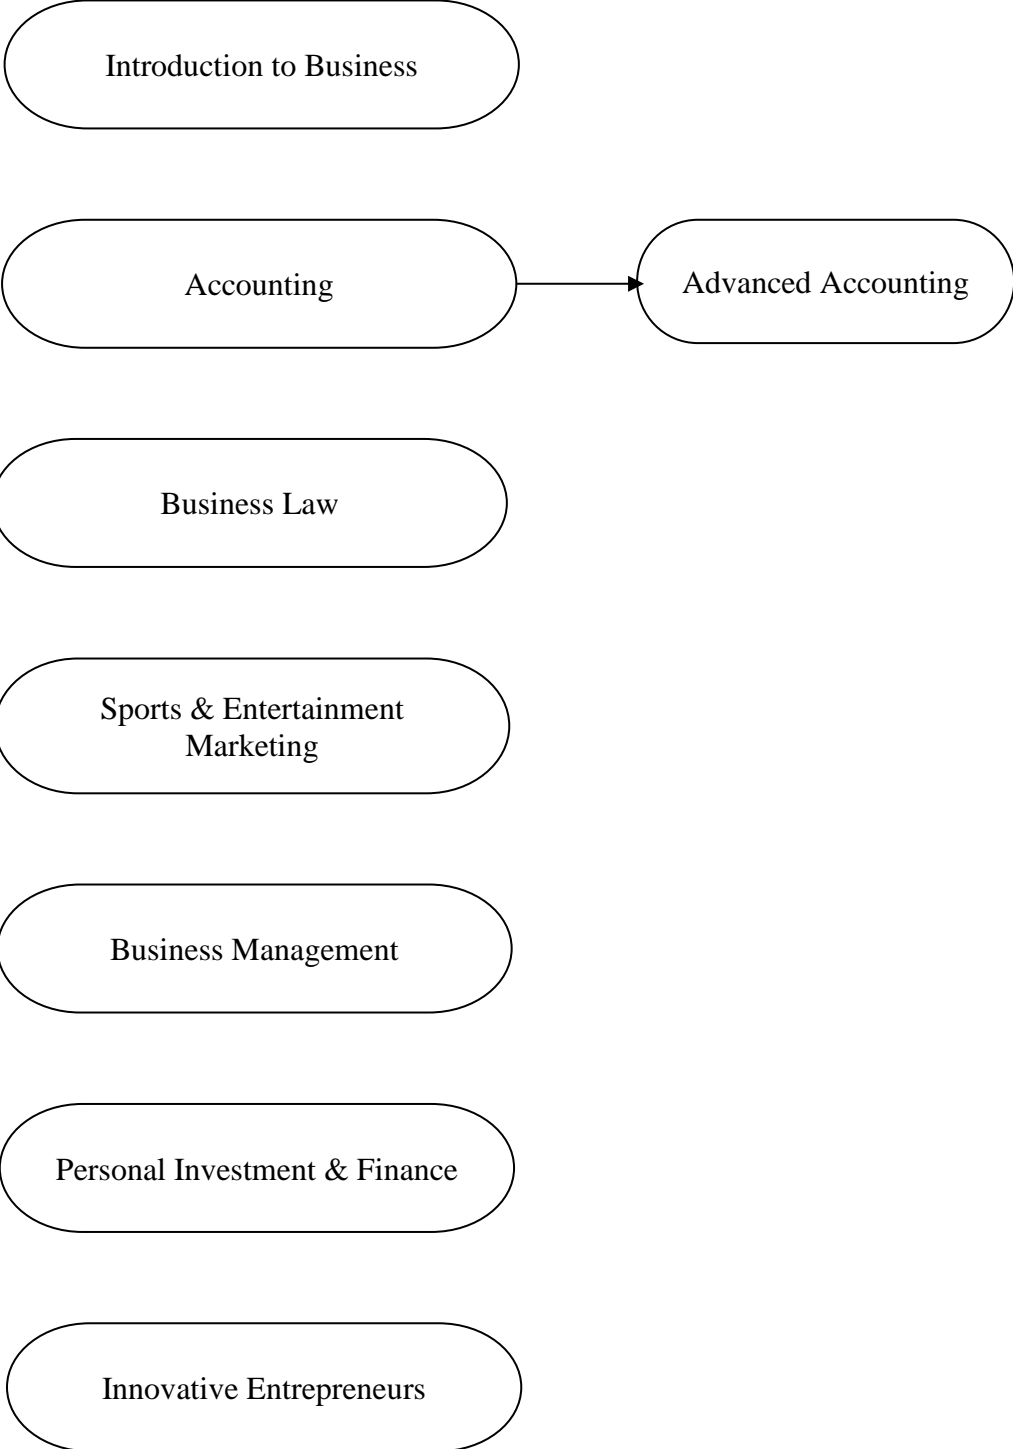 Introduction to Business
Accounting
Advanced Accounting
Business Law
Sports & Entertainment
Marketing
Business Management
Personal Investment & Finance
Innovative Entrepreneurs